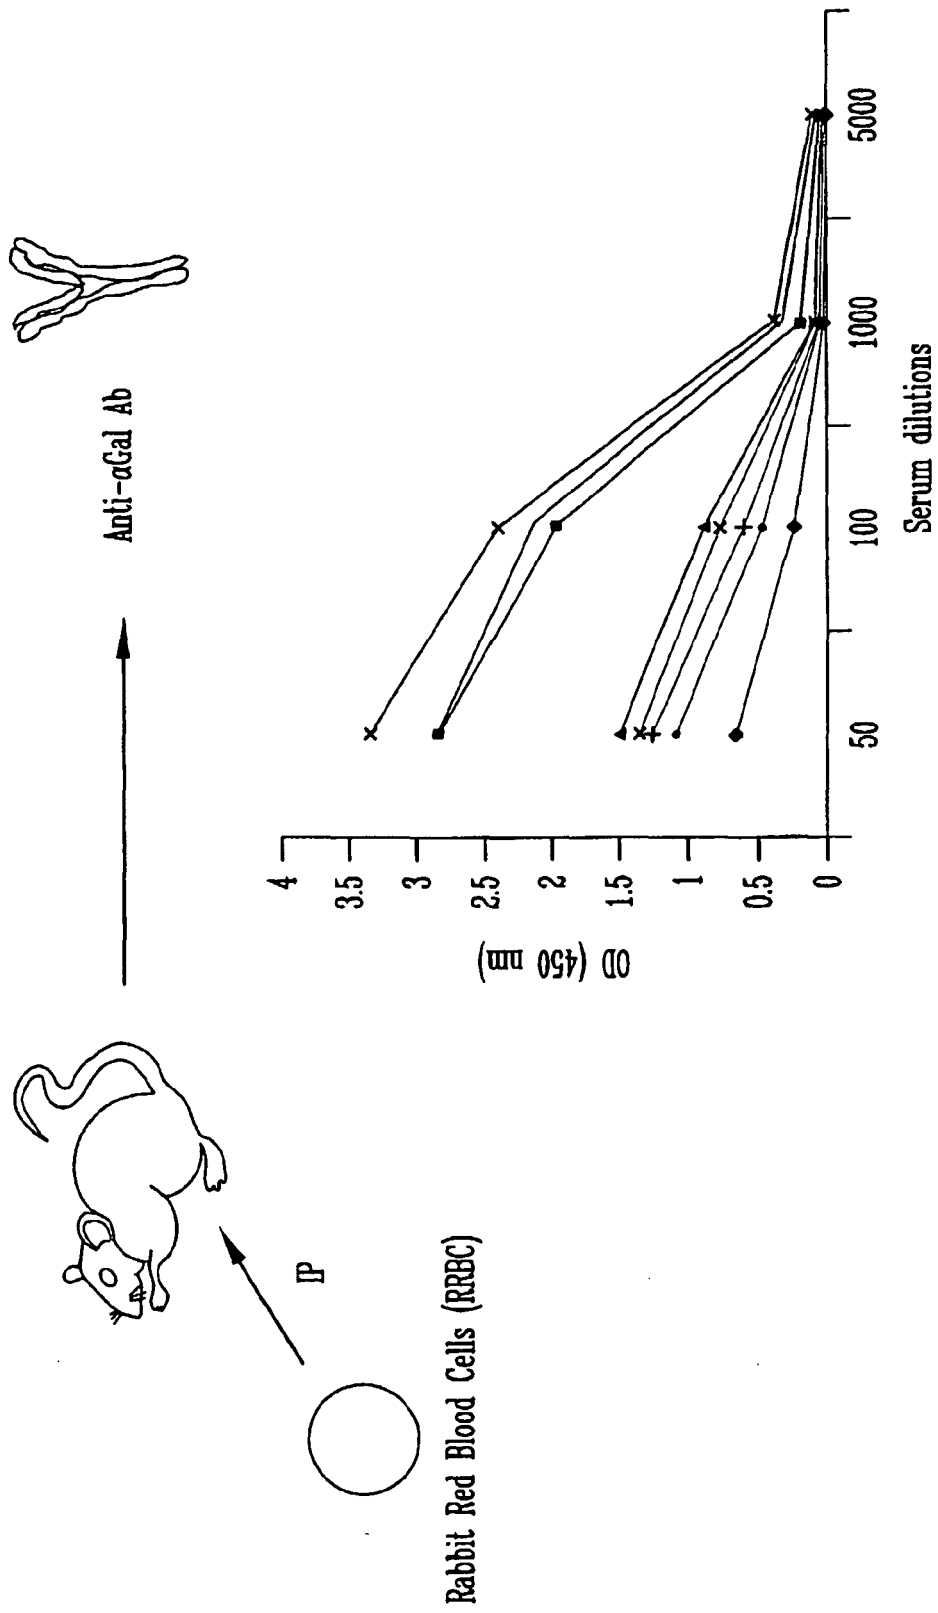 Rabbit Red Blood Cells (RRBC)
IP
Anti-αGal Ab
OD (450 nm)
4
3.5
3
2.5
2
1.5
1
0.5
0
50
100
1000
5000
Serum dilutions